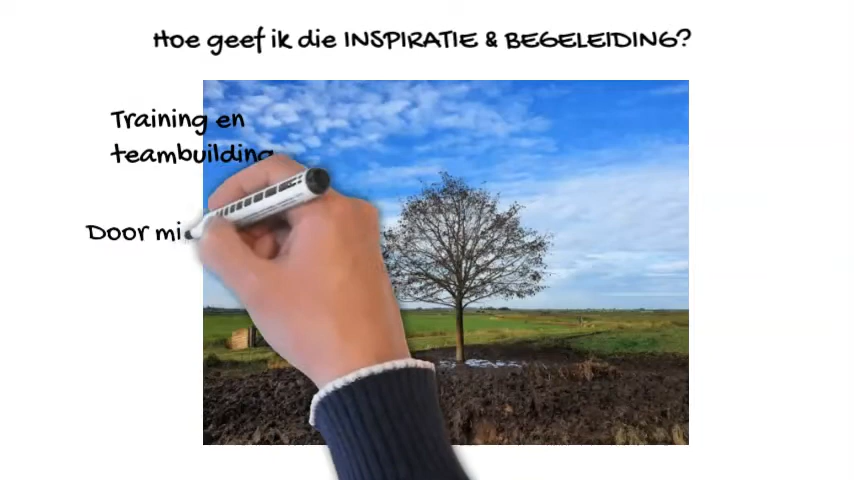 Hoe geef ik die INSPIRATIE & BEGELEIDING?
Training en
teambuilding
Door mi